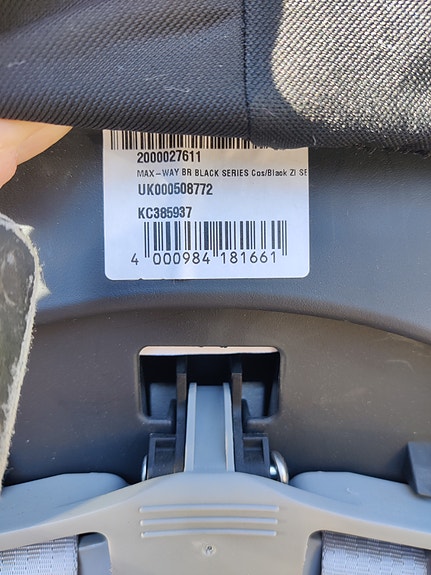 2000027611
MAX-WAY BR BLACK SERIES Cos/Black ZI SE
UK000508772
KC385937
4 000984 181661